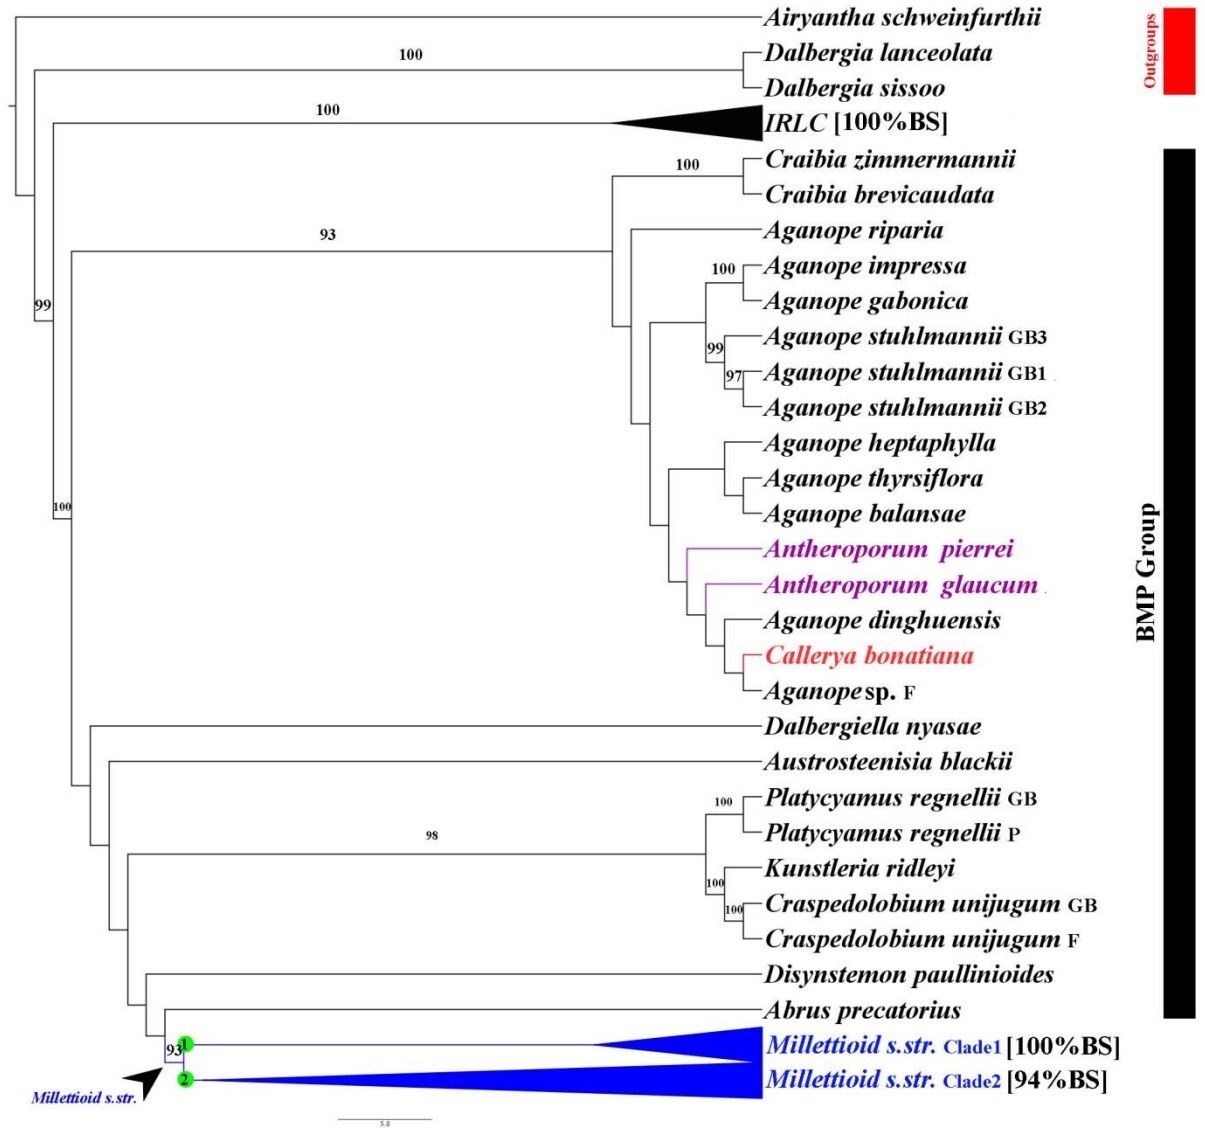 Airyantha schweinfurthii
Outgroups
100
Dalbergia lanceolata
Dalbergia sissoo
100
IRLC [100%BS]
Craibia zimmermannii
100
Craibia brevicaudata
93
Aganope riparia
Aganope impressa
100
Aganope gabonica
99
Aganope stuhlmannii GB3
99
Aganope stuhlmannii GB1
97
Aganope stuhlmannii GB2
Aganope heptaphylla
Aganope thyrsiflora
100
Aganope balansae
Antheroporum pierrei
BMP Group
Antheroporum glaucum
Aganope dinghuensis
Callerya bonatiana
Aganope sp. F
Dalbergiella nyasae
Austrosteenisia blackii
Platycyamus regnellii GB
100
Platycyamus regnellii P
98
Kunstleria ridleyi
100
Craspedolobium unijugum GB
100
Craspedolobium unijugum F
Disynstemon paullinioides
Abrus precatorius
93
1
Millettioid s.str. Clade1 [100%BS]
2
Millettioid s.str. Clade2 [94%BS]
Millettioid s.str.
5.0